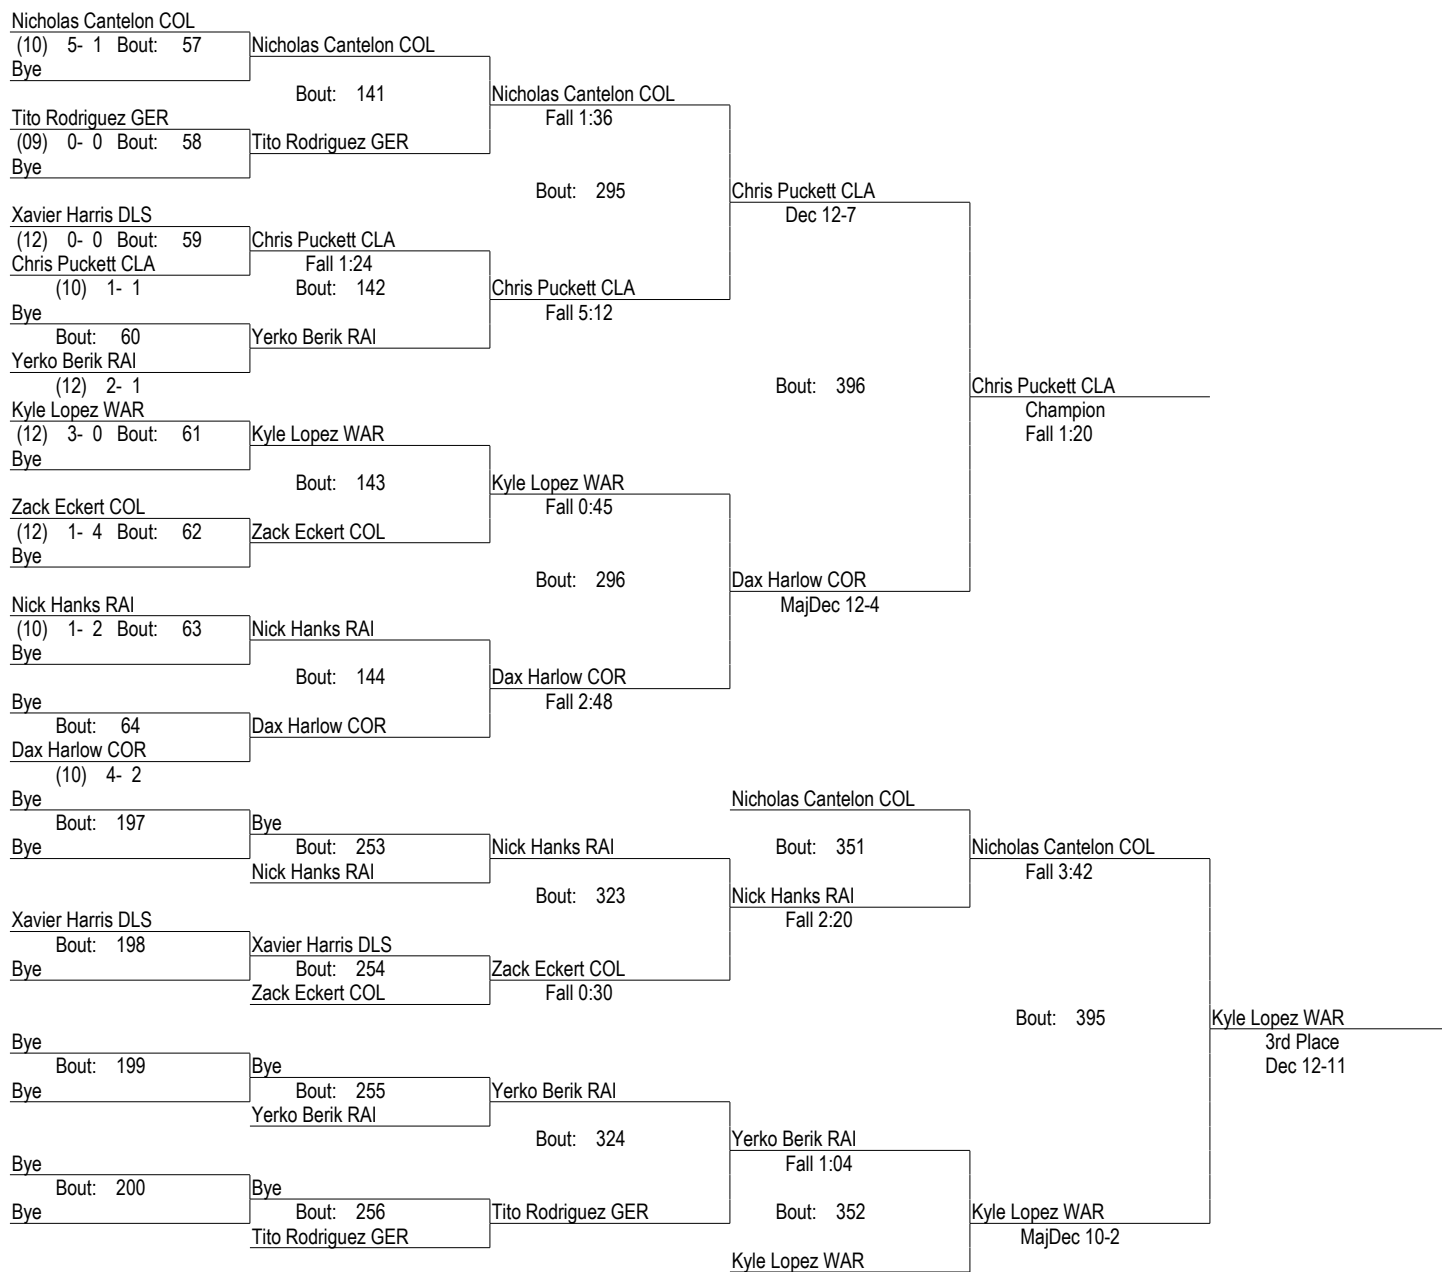 Nicholas Cantelon COL
(10) 5- 1 Bout: 57 Nicholas Cantelon COL
Bye
Bout: 141 Nicholas Cantelon COL
Tito Rodriguez GER Fall 1:36
(09) 0- 0 Bout: 58 Tito Rodriguez GER
Bye
Bout: 295 Chris Puckett CLA
Xavier Harris DLS Dec 12-7
(12) 0- 0 Bout: 59 Chris Puckett CLA
Chris Puckett CLA Fall 1:24
(10) 1- 1 Bout: 142 Chris Puckett CLA
Bye Fall 5:12
Bout: 60 Yerko Berik RAI
Yerko Berik RAI
(12) 2- 1 Bout: 396 Chris Puckett CLA
Kyle Lopez WAR Champion
(12) 3- 0 Bout: 61 Kyle Lopez WAR Fall 1:20
Bye
Bout: 143 Kyle Lopez WAR
Zack Eckert COL Fall 0:45
(12) 1- 4 Bout: 62 Zack Eckert COL
Bye
Bout: 296 Dax Harlow COR
Nick Hanks RAI MajDec 12-4
(10) 1- 2 Bout: 63 Nick Hanks RAI
Bye
Bout: 144 Dax Harlow COR
Bye Fall 2:48
Bout: 64 Dax Harlow COR
Dax Harlow COR
(10) 4- 2
Bye Nicholas Cantelon COL
Bout: 197 Bye
Bye Bout: 253 Nick Hanks RAI Bout: 351 Nicholas Cantelon COL
Nick Hanks RAI Fall 3:42
Bout: 323 Nick Hanks RAI
Xavier Harris DLS Fall 2:20
Bout: 198 Xavier Harris DLS
Bye Bout: 254 Zack Eckert COL
Zack Eckert COL Fall 0:30
Bout: 395 Kyle Lopez WAR
Bye 3rd Place
Bout: 199 Bye Dec 12-11
Bye Bout: 255 Yerko Berik RAI
Yerko Berik RAI
Bout: 324 Yerko Berik RAI
Bye Fall 1:04
Bout: 200 Bye
Bye Bout: 256 Tito Rodriguez GER Bout: 352 Kyle Lopez WAR
Tito Rodriguez GER MajDec 10-2
Kyle Lopez WAR